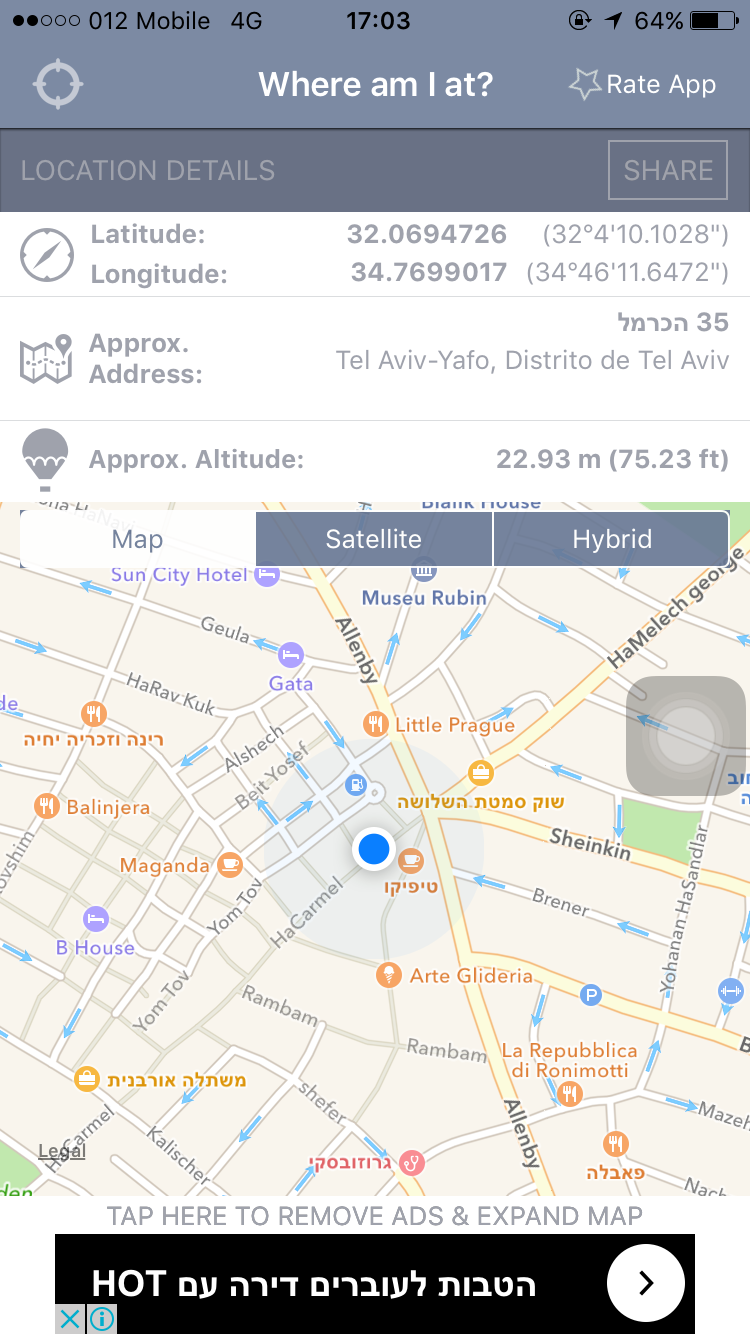 012 Mobile 4G 17:03 64%
Where am I at? Rate App
LOCATION DETAILS SHARE
Latitude: 32.0694726 (32°4'10.1028")
Longitude: 34.7699017 (34°46'11.6472")
35 הכרמל
Approx. Address: Tel Aviv-Yafo, Distrito de Tel Aviv
Approx. Altitude: 22.93 m (75.23 ft)
Map Satellite Hybrid
Sun City Hotel
Museu Rubin
HaMelech george
Geula
Allenby
Gata
HaRav Kuk
Little Prague
רינה וזכריה יחיה
Alshech
Beit Yosef
שוק סמטת השלושה
Balinjera
Sheinkin
Maganda
טיפיקו
Yom Tov
HaCarmel
Brener
Yohanan HaSandlar
B House
Arte Glideria
P
Yom Tov
Rambam
Rambam
La Repubblica
di Ronimotti
משתלה אורבנית
shefer
Allenby
Mazeh
HaCarmel
Legal
Kalischer
גרוזובסקי
פאבלה
TAP HERE TO REMOVE ADS & EXPAND MAP
הטבות לעוברים דירה עם HOT